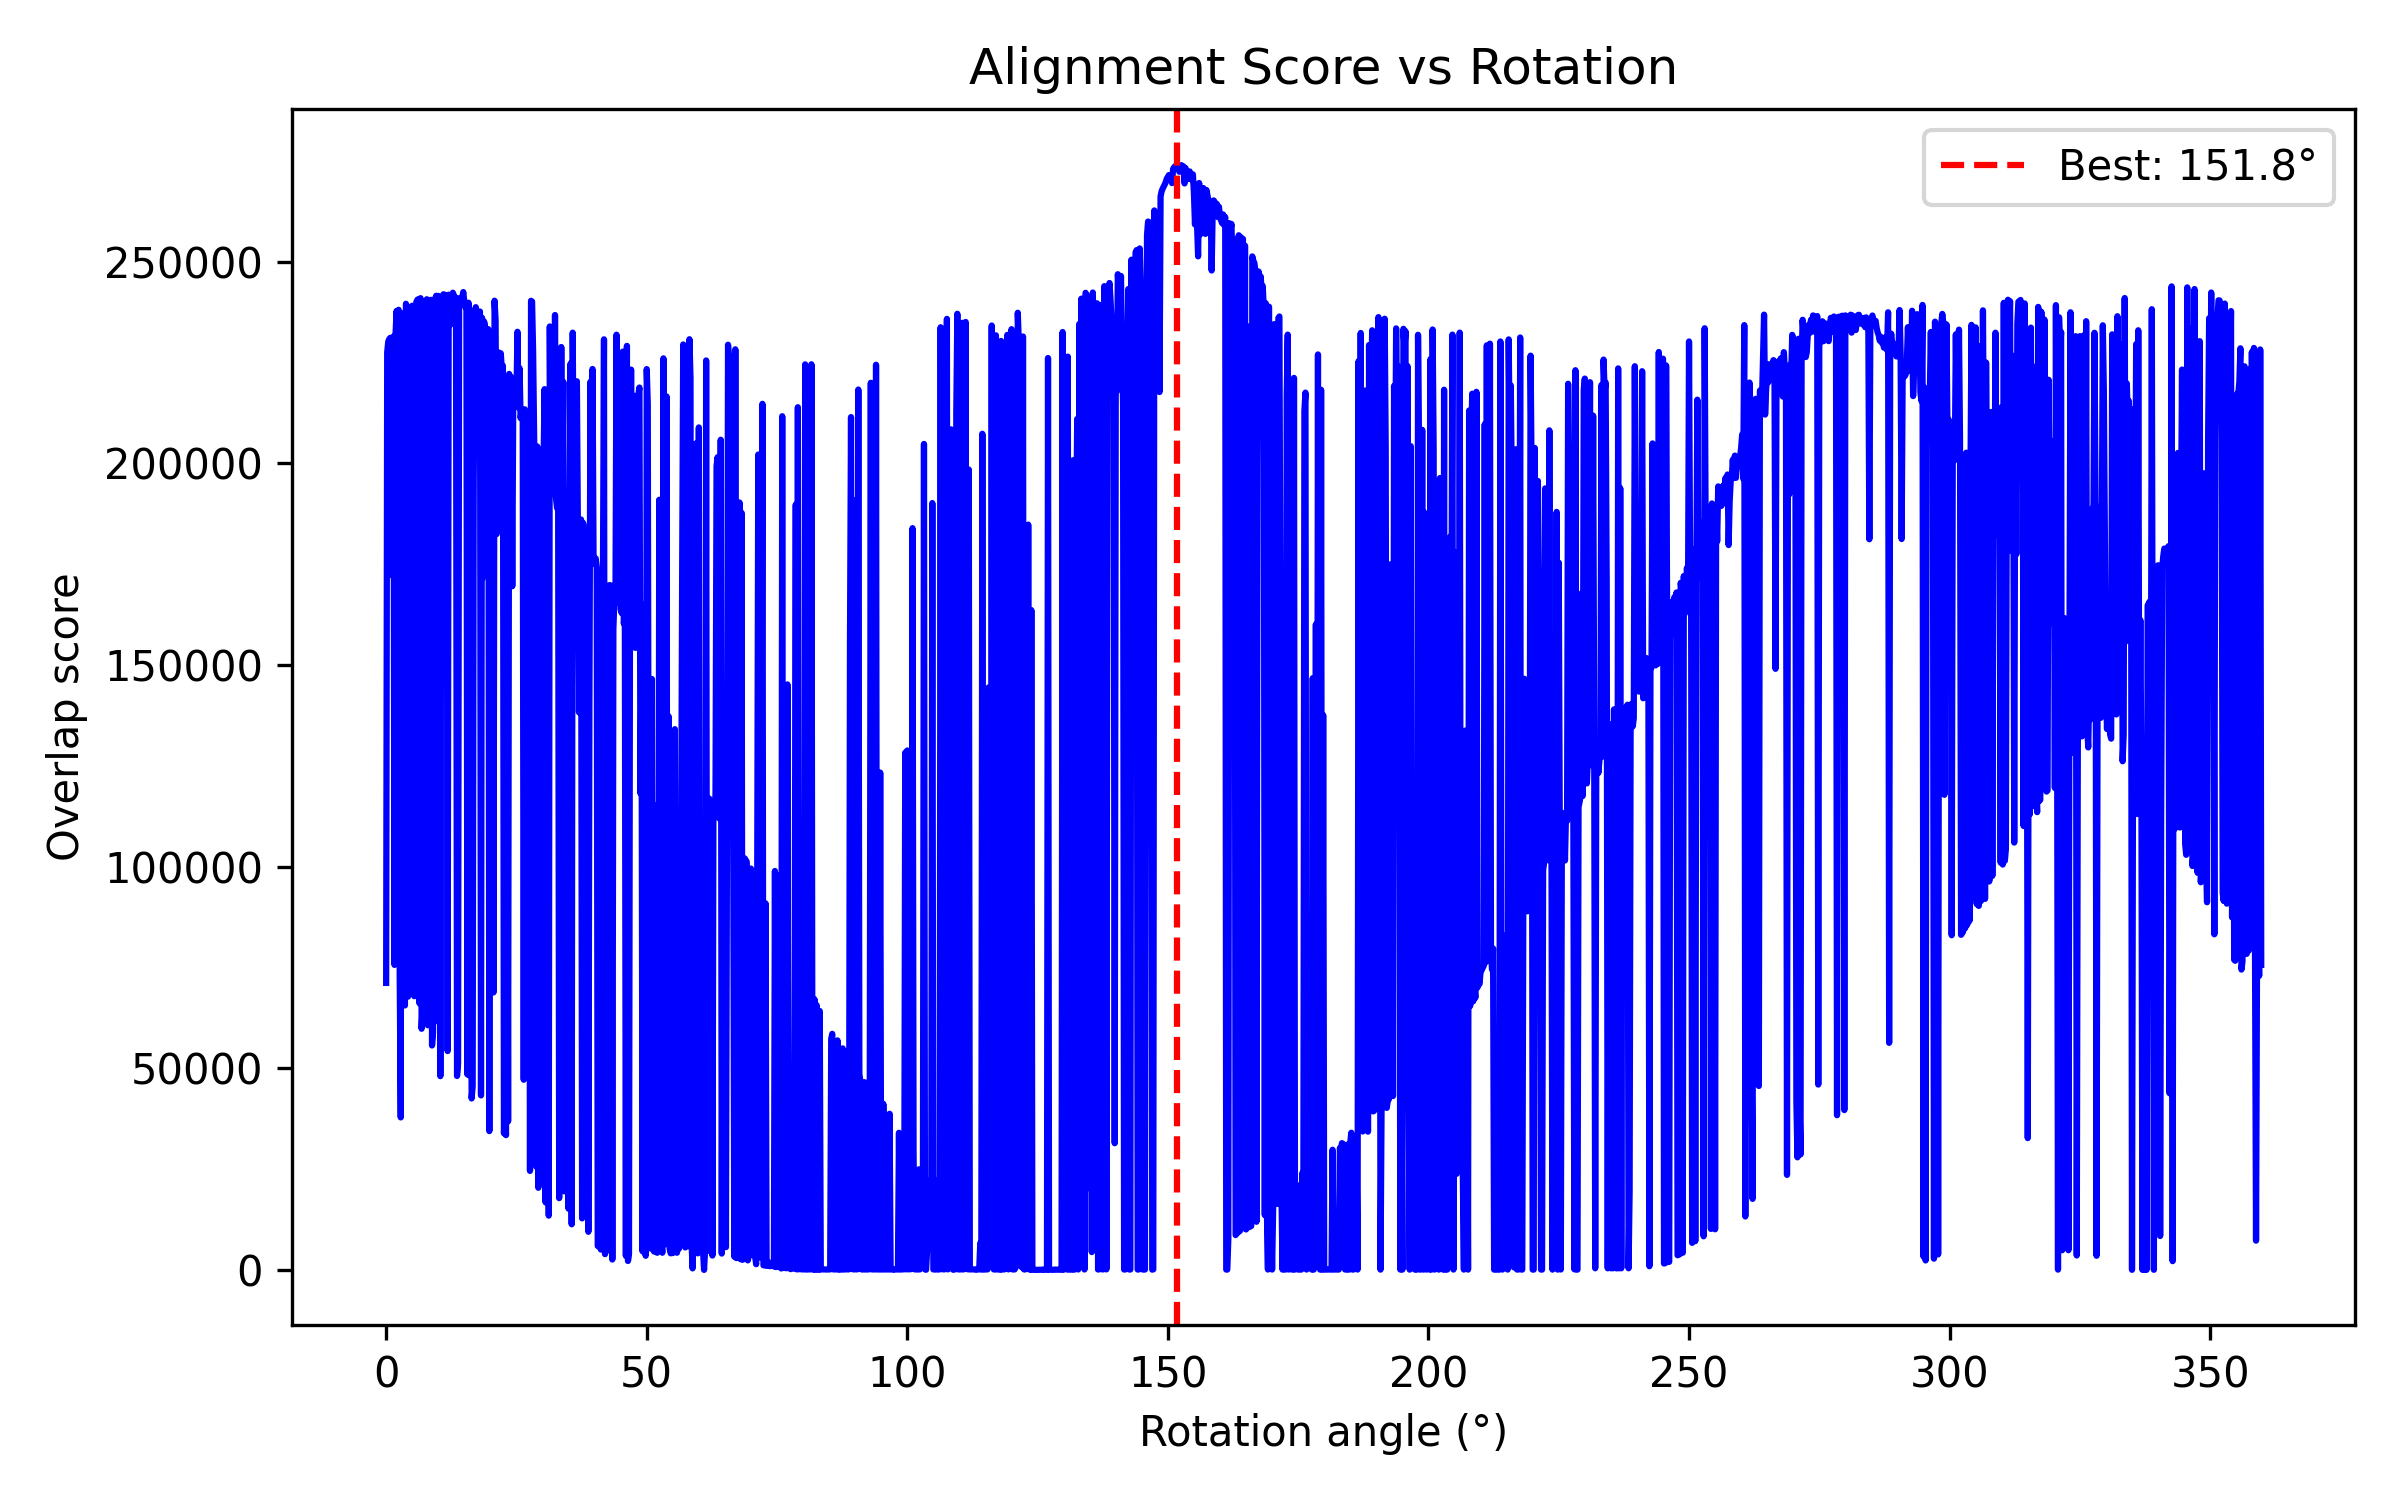 Alignment Score vs Rotation
Best: 151.8°
Overlap score
250000
200000
150000
100000
50000
0
0 50 100 150 200 250 300 350
Rotation angle (°)